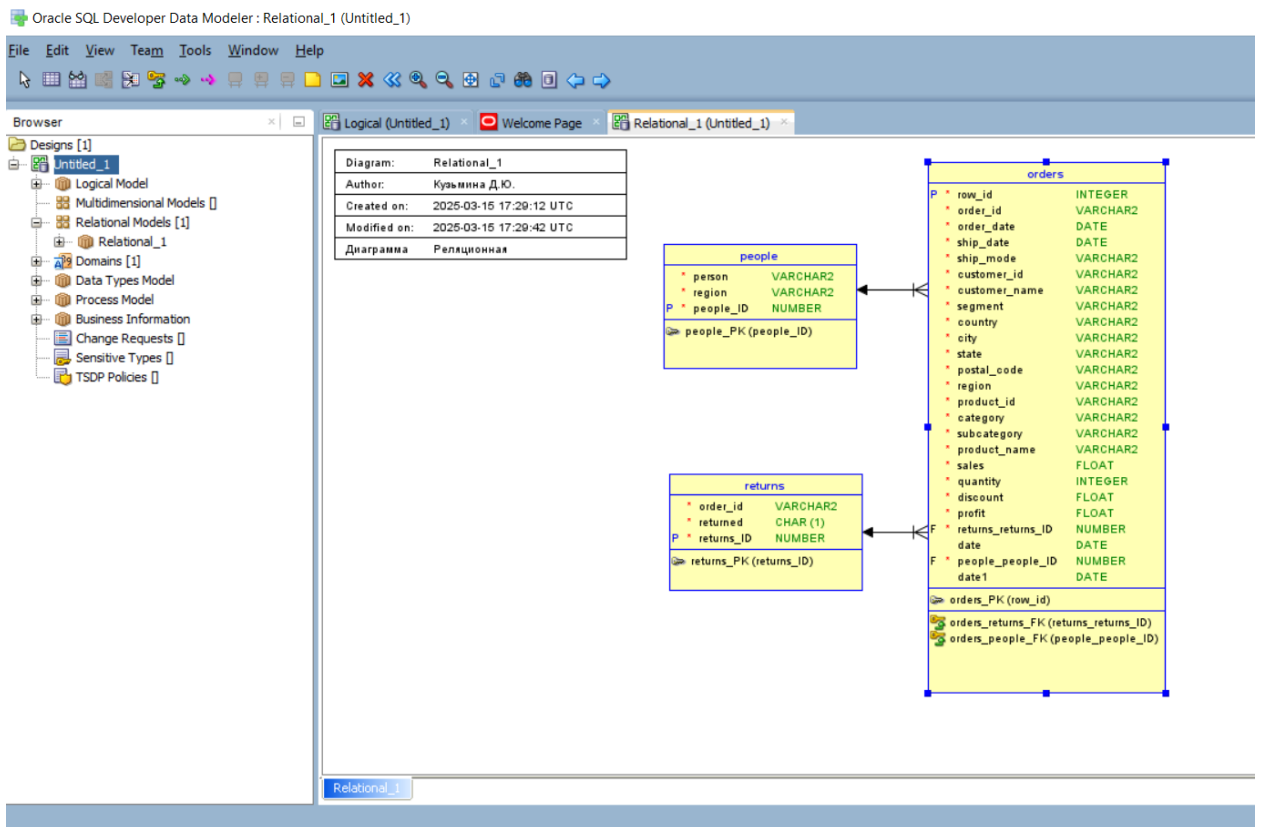 Oracle SQL Developer Data Modeler : Relational_1 (Untitled_1)
File Edit View Team Tools Window Help
Browser
Logical (Untitled_1) Welcome Page Relational_1 (Untitled_1)
Designs [1]
Untitled_1
Logical Model
Multidimensional Models []
Relational Models [1]
Relational_1
Domains [1]
Data Types Model
Process Model
Business Information
Change Requests []
Sensitive Types []
TSDP Policies []
Diagram: Relational_1
Author: Кузьмина Д.Ю.
Created on: 2025-03-15 17:29:12 UTC
Modified on: 2025-03-15 17:29:42 UTC
Диаграмма Реляционная
people
* person VARCHAR2
* region VARCHAR2
P * people_ID NUMBER
people_PK (people_ID)
returns
* order_id VARCHAR2
* returned CHAR (1)
P * returns_ID NUMBER
returns_PK (returns_ID)
orders
P * row_id INTEGER
* order_id VARCHAR2
* order_date DATE
* ship_date DATE
* ship_mode VARCHAR2
* customer_id VARCHAR2
* customer_name VARCHAR2
* segment VARCHAR2
* country VARCHAR2
* city VARCHAR2
* state VARCHAR2
* postal_code VARCHAR2
* region VARCHAR2
* product_id VARCHAR2
* category VARCHAR2
* subcategory VARCHAR2
* product_name VARCHAR2
* sales FLOAT
* quantity INTEGER
* discount FLOAT
* profit FLOAT
F * returns_returns_ID NUMBER
date DATE
F * people_people_ID NUMBER
date1 DATE
orders_PK (row_id)
orders_returns_FK (returns_returns_ID)
orders_people_FK (people_people_ID)
Relational_1